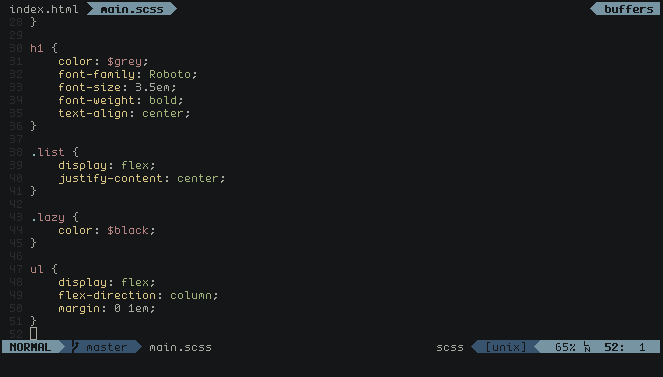 index.html main.scss buffers
28 }
29
30 h1 {
31 color: $grey;
32 font-family: Roboto;
33 font-size: 3.5em;
34 font-weight: bold;
35 text-align: center;
36 }
37
38 .list {
39 display: flex;
40 justify-content: center;
41 }
42
43 .lazy {
44 color: $black;
45 }
46
47 ul {
48 display: flex;
49 flex-direction: column;
50 margin: 0 1em;
51 }
52
NORMAL master main.scss scss [unix] 65% LN 52: 1